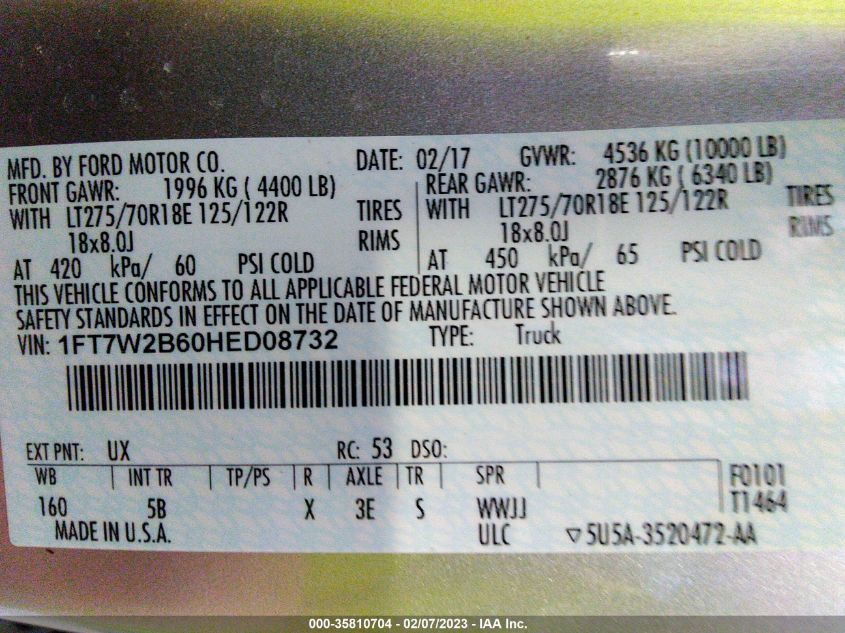 MFD. BY FORD MOTOR CO. DATE: 02/17 GVWR: 4536 KG (10000 LB)
FRONT GAWR: 1996 KG ( 4400 LB) REAR GAWR: 2876 KG ( 6340 LB)
WITH LT275/70R18E 125/122R TIRES WITH LT275/70R18E 125/122R TIRES
18x8.0J RIMS 18x8.0J RIMS
AT 420 kPa/ 60 PSI COLD AT 450 kPa/ 65 PSI COLD
THIS VEHICLE CONFORMS TO ALL APPLICABLE FEDERAL MOTOR VEHICLE
SAFETY STANDARDS IN EFFECT ON THE DATE OF MANUFACTURE SHOWN ABOVE.
VIN: 1FT7W2B60HED08732 TYPE: Truck
EXT PNT: UX RC: 53 DSO:
WB INT TR TP/PS R AXLE TR SPR F0101
160 5B X 3E S WWJJ T1464
MADE IN U.S.A. ULC ▽5U5A-3520472-AA
000-35810704 - 02/07/2023 - IAA Inc.